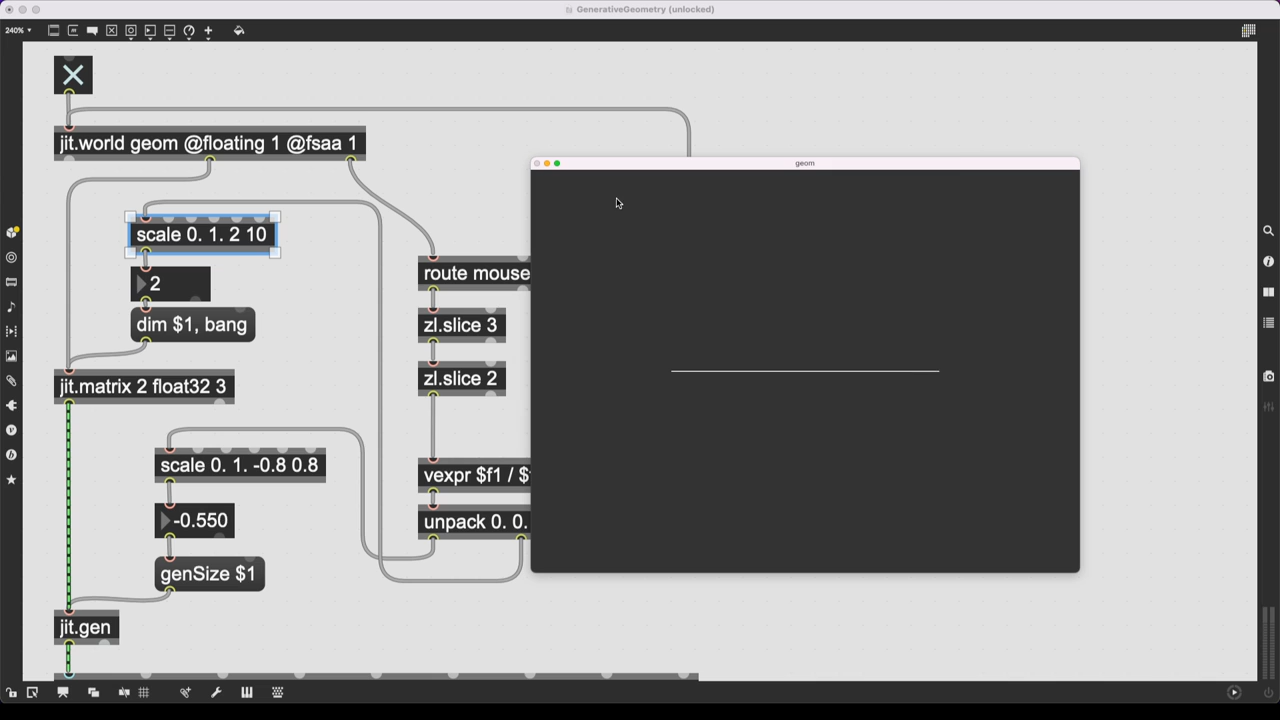 GenerativeGeometry (unlocked)
240%
jit.world geom @floating 1 @fsaa 1
geom
scale 0. 1. 2 10
2
dim $1, bang
jit.matrix 2 float32 3
route mouse
zl.slice 3
zl.slice 2
scale 0. 1. -0.8 0.8
-0.550
genSize $1
vexpr $f1 / $
unpack 0. 0.
jit.gen